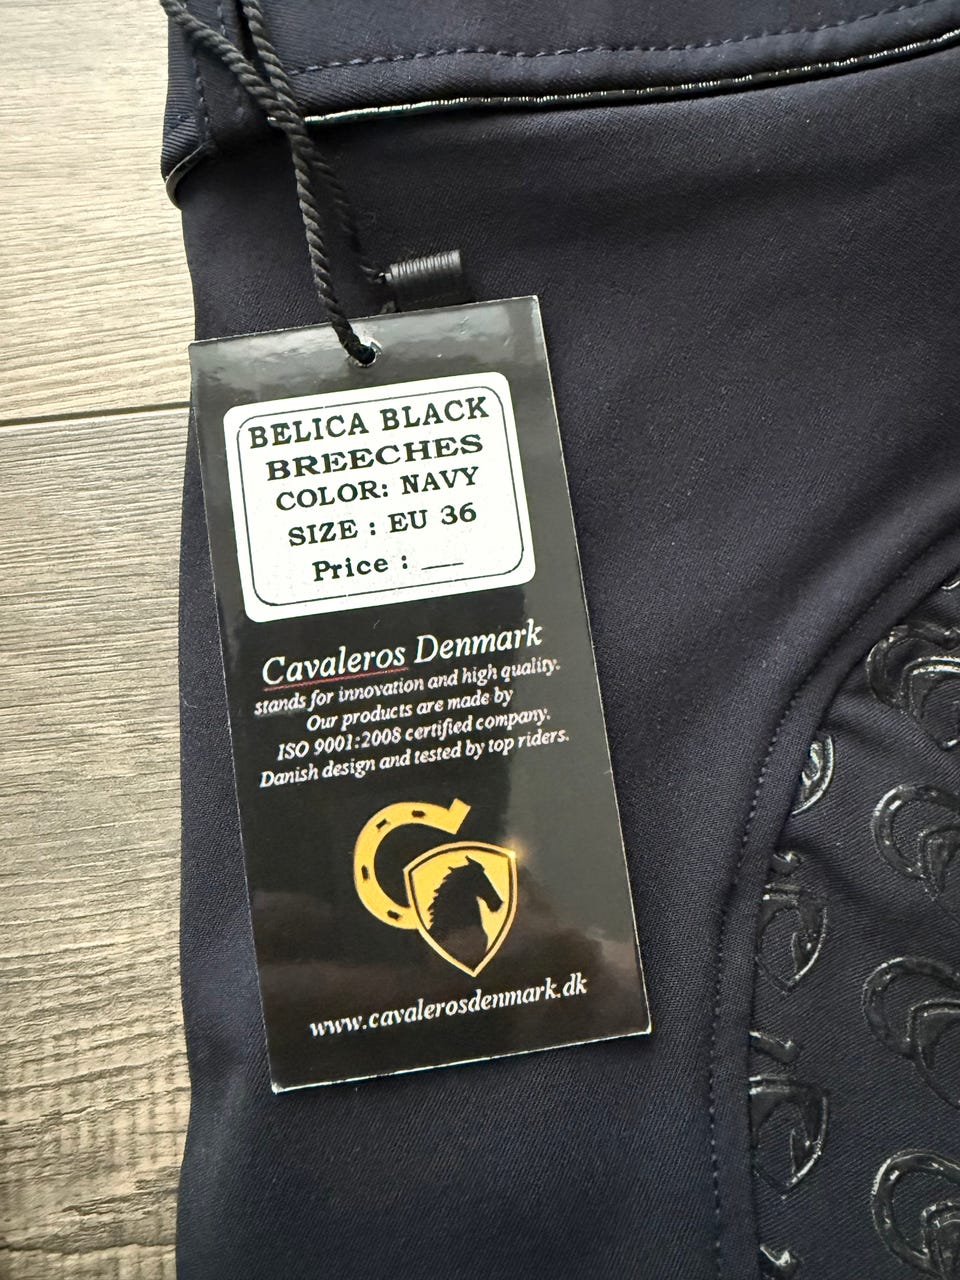 BELICA BLACK
BREECHES
COLOR: NAVY
SIZE : EU 36
Price : __
Cavaleros Denmark
stands for innovation and high quality.
Our products are made by
ISO 9001:2008 certified company.
Danish design and tested by top riders.
www.cavalerosdenmark.dk